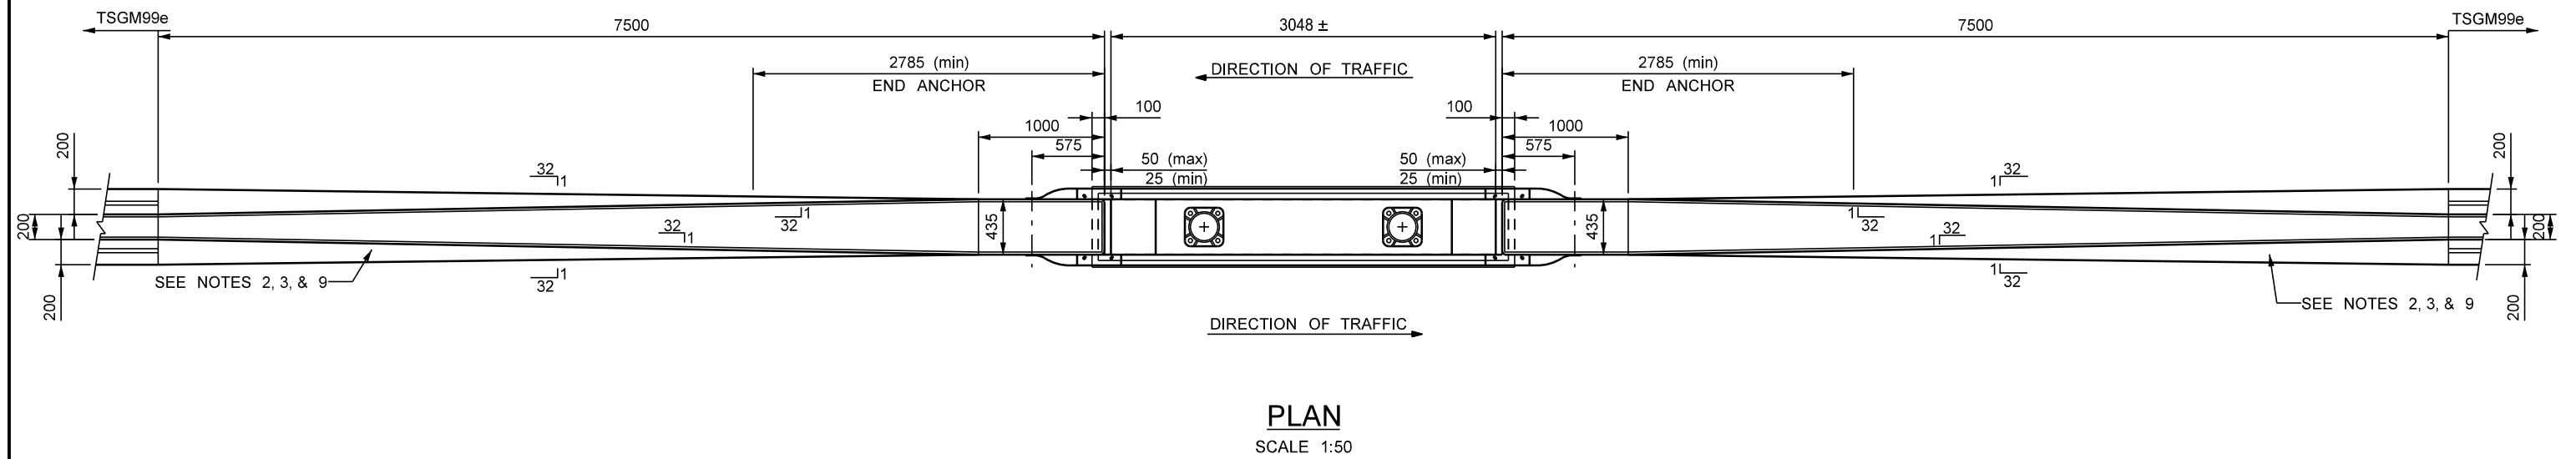 TSGM99e
7500
3048 ±
7500
TSGM99e
2785 (min)
END ANCHOR
DIRECTION OF TRAFFIC
2785 (min)
END ANCHOR
100
100
1000
1000
575
575
50 (max)
25 (min)
50 (max)
25 (min)
200
200
200
32
1
32
1
32
1
32
1
435
435
1
32
1
32
1
32
1
32
200
200
200
SEE NOTES 2, 3, & 9
SEE NOTES 2, 3, & 9
DIRECTION OF TRAFFIC
PLAN
SCALE 1:50